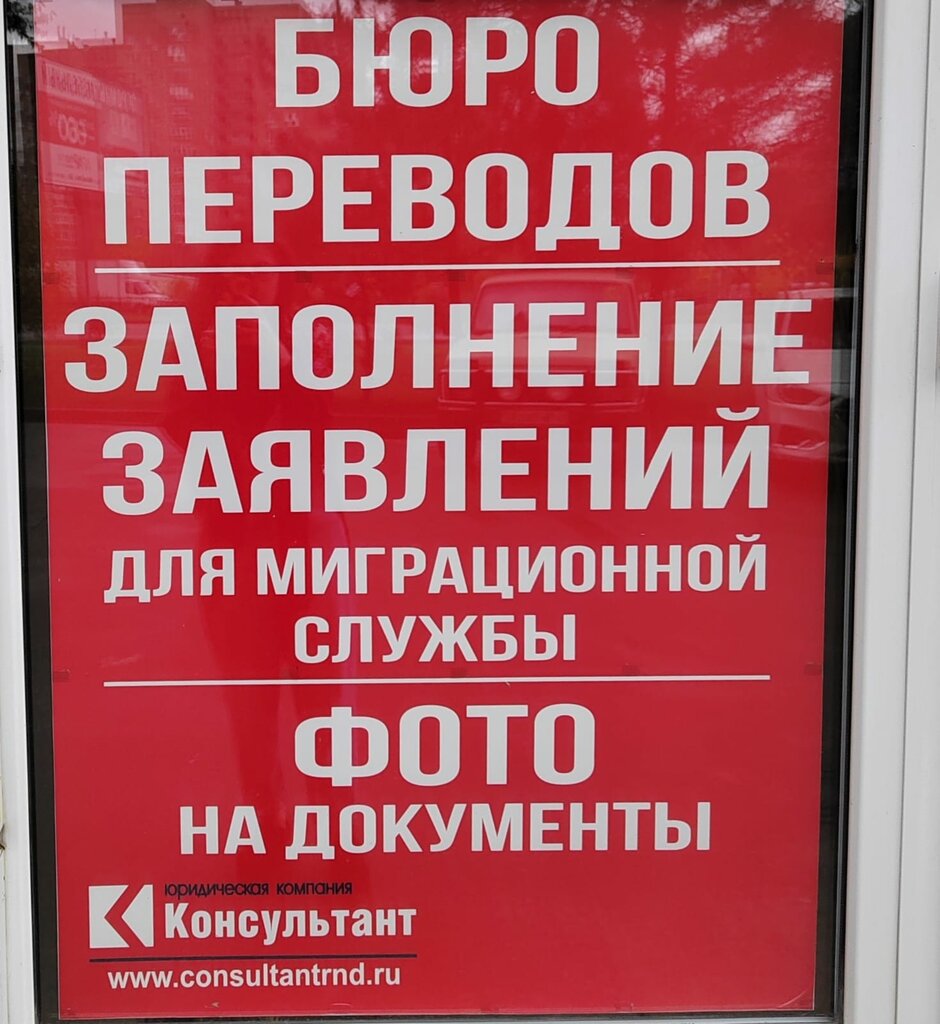 БЮРО
ПЕРЕВОДОВ
ЗАПОЛНЕНИЕ
ЗАЯВЛЕНИЙ
ДЛЯ МИГРАЦИОННОЙ
СЛУЖБЫ
ФОТО
НА ДОКУМЕНТЫ
юридическая компания
Консультант
www.consultantrnd.ru